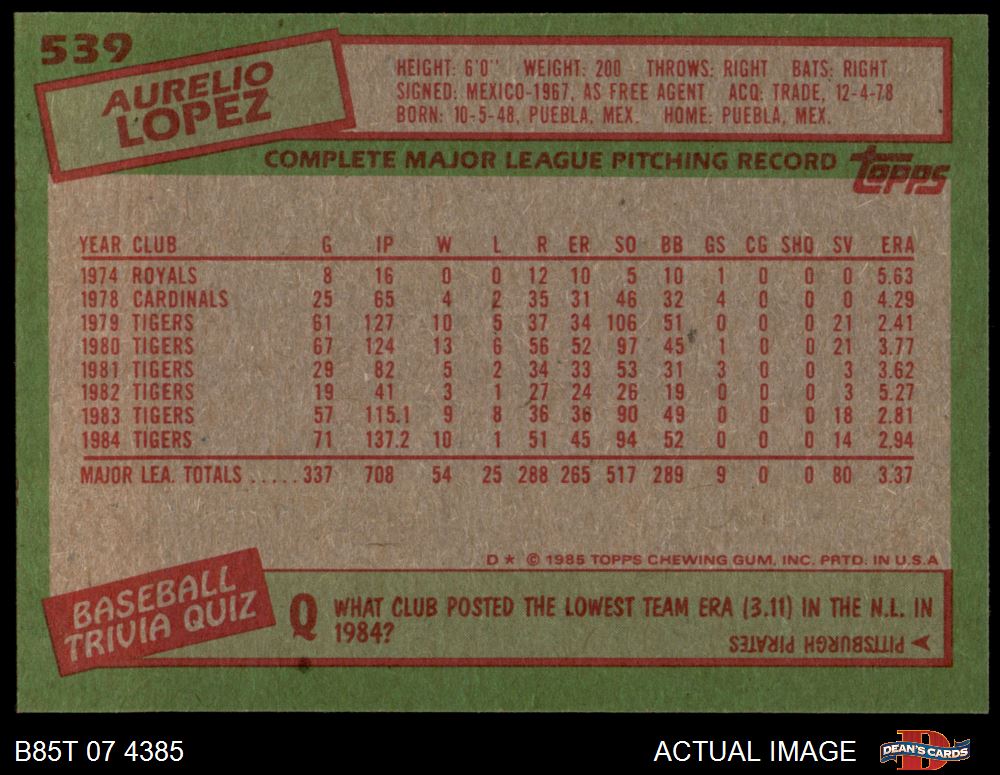 539
AURELIO
LOPEZ
HEIGHT: 6'0" WEIGHT: 200 THROWS: RIGHT BATS: RIGHT
SIGNED: MEXICO-1967, AS FREE AGENT ACQ: TRADE, 12-4-78
BORN: 10-5-48, PUEBLA, MEX. HOME: PUEBLA, MEX.
COMPLETE MAJOR LEAGUE PITCHING RECORD
topps
YEAR CLUB G IP W L R ER SO BB GS CG SHO SV ERA
1974 ROYALS 8 16 0 0 12 10 5 10 1 0 0 0 5.63
1978 CARDINALS 25 65 4 2 35 31 46 32 4 0 0 0 4.29
1979 TIGERS 61 127 10 5 37 34 106 51 0 0 0 21 2.41
1980 TIGERS 67 124 13 6 56 52 97 45 1 0 0 21 3.77
1981 TIGERS 29 82 5 2 34 33 53 31 3 0 0 3 3.62
1982 TIGERS 19 41 3 1 27 24 26 19 0 0 0 3 5.27
1983 TIGERS 57 115.1 9 8 36 36 90 49 0 0 0 18 2.81
1984 TIGERS 71 137.2 10 1 51 45 94 52 0 0 0 14 2.94
MAJOR LEA. TOTALS .....337 708 54 25 288 265 517 289 9 0 0 80 3.37
D * © 1985 TOPPS CHEWING GUM, INC. PRTD. IN U.S.A
BASEBALL
TRIVIA QUIZ
Q WHAT CLUB POSTED THE LOWEST TEAM ERA (3.11) IN THE N.L. IN
1984?
PITTSBURGH PIRATES
B85T 07 4385
ACTUAL IMAGE
D
DEAN'S CARDS